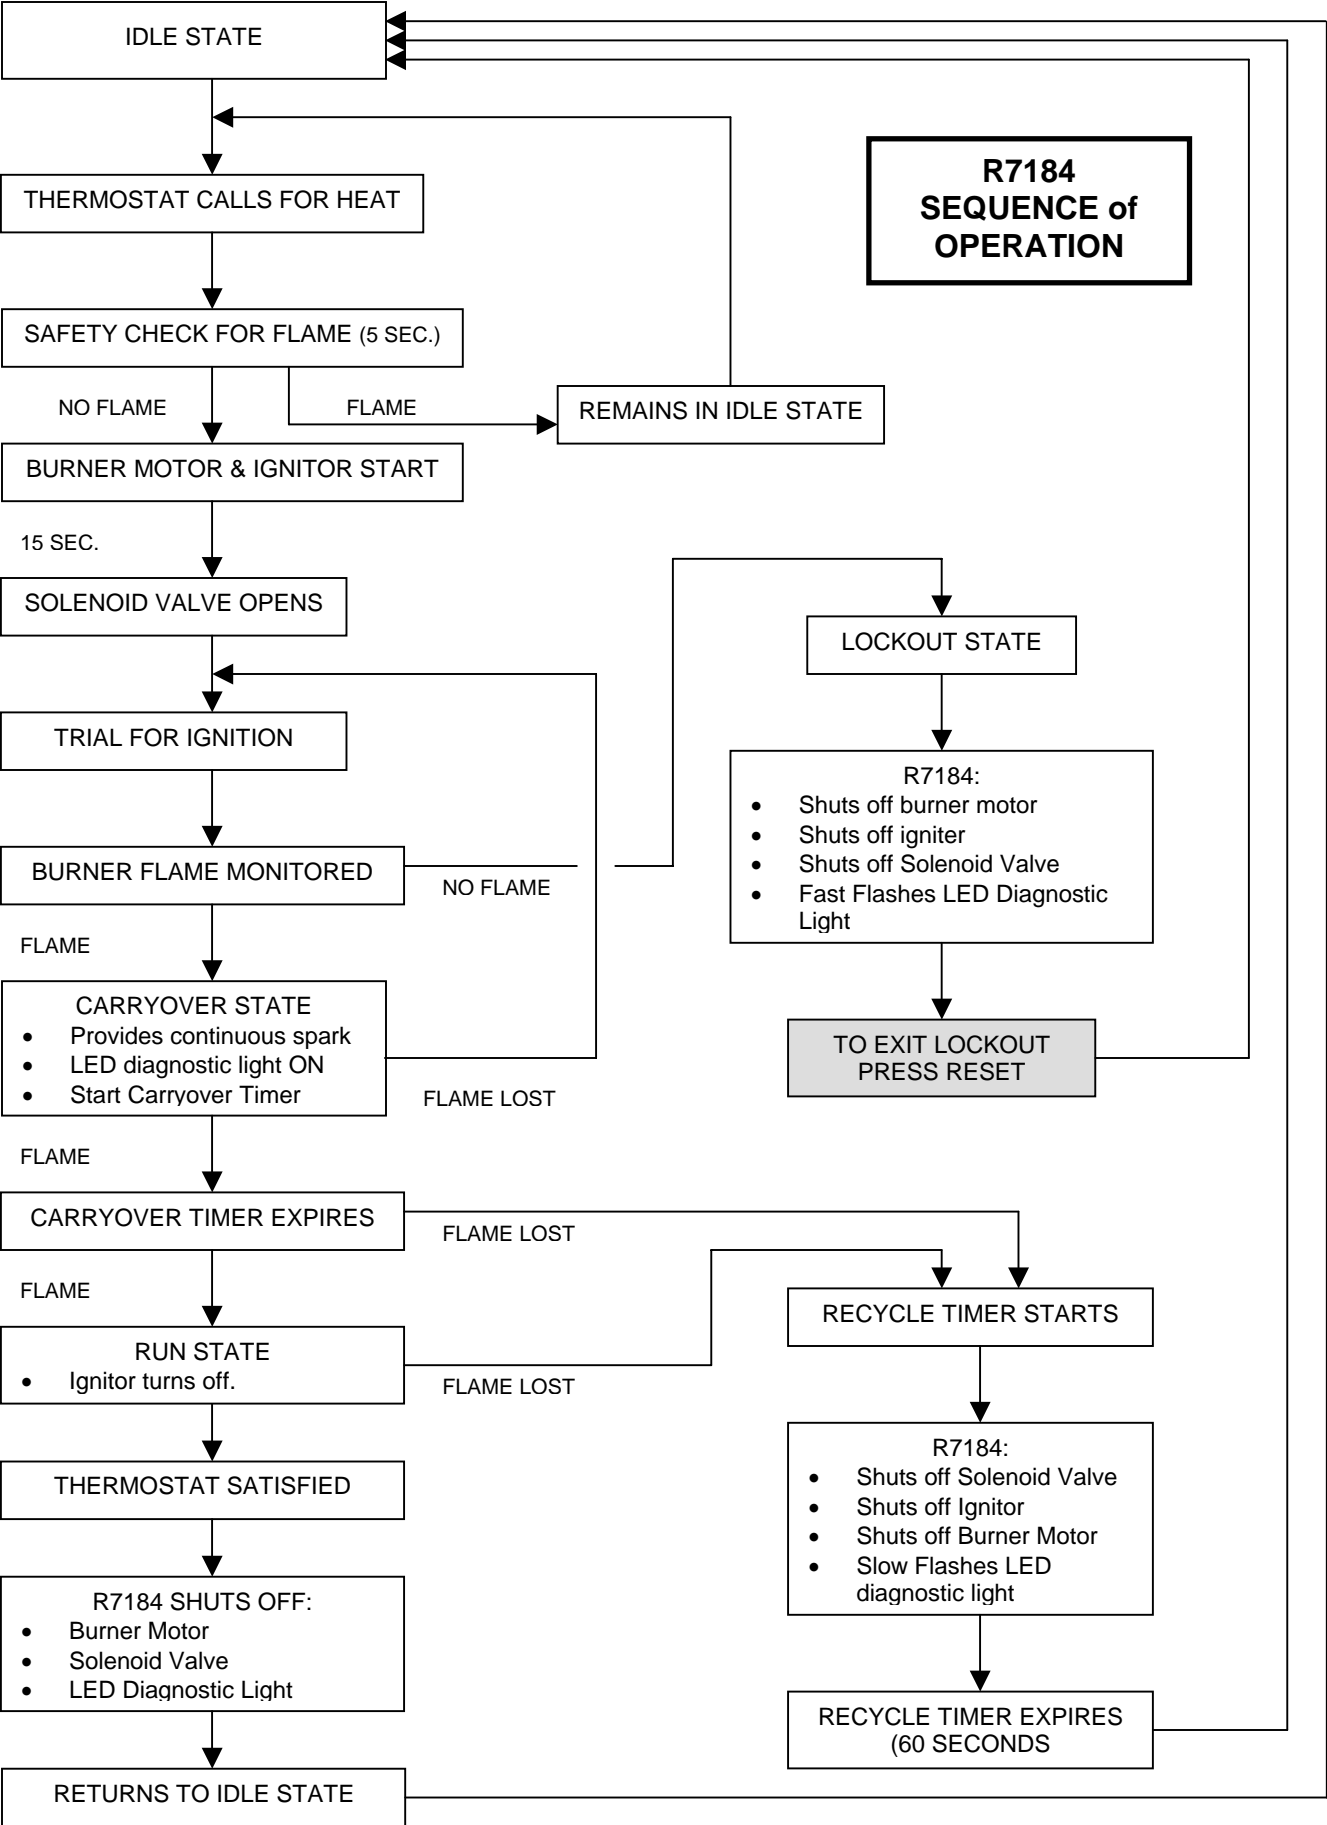 IDLE STATE
R7184
SEQUENCE of
OPERATION
THERMOSTAT CALLS FOR HEAT
SAFETY CHECK FOR FLAME (5 SEC.)
NO FLAME
FLAME
REMAINS IN IDLE STATE
BURNER MOTOR & IGNITOR START
15 SEC.
SOLENOID VALVE OPENS
TRIAL FOR IGNITION
BURNER FLAME MONITORED
NO FLAME
FLAME
CARRYOVER STATE
• Provides continuous spark
• LED diagnostic light ON
• Start Carryover Timer
FLAME LOST
FLAME
CARRYOVER TIMER EXPIRES
FLAME LOST
FLAME
RUN STATE
• Ignitor turns off.
FLAME LOST
THERMOSTAT SATISFIED
R7184 SHUTS OFF:
• Burner Motor
• Solenoid Valve
• LED Diagnostic Light
RETURNS TO IDLE STATE
LOCKOUT STATE
R7184:
• Shuts off burner motor
• Shuts off igniter
• Shuts off Solenoid Valve
• Fast Flashes LED Diagnostic
Light
TO EXIT LOCKOUT
PRESS RESET
RECYCLE TIMER STARTS
R7184:
• Shuts off Solenoid Valve
• Shuts off Ignitor
• Shuts off Burner Motor
• Slow Flashes LED
diagnostic light
RECYCLE TIMER EXPIRES
(60 SECONDS